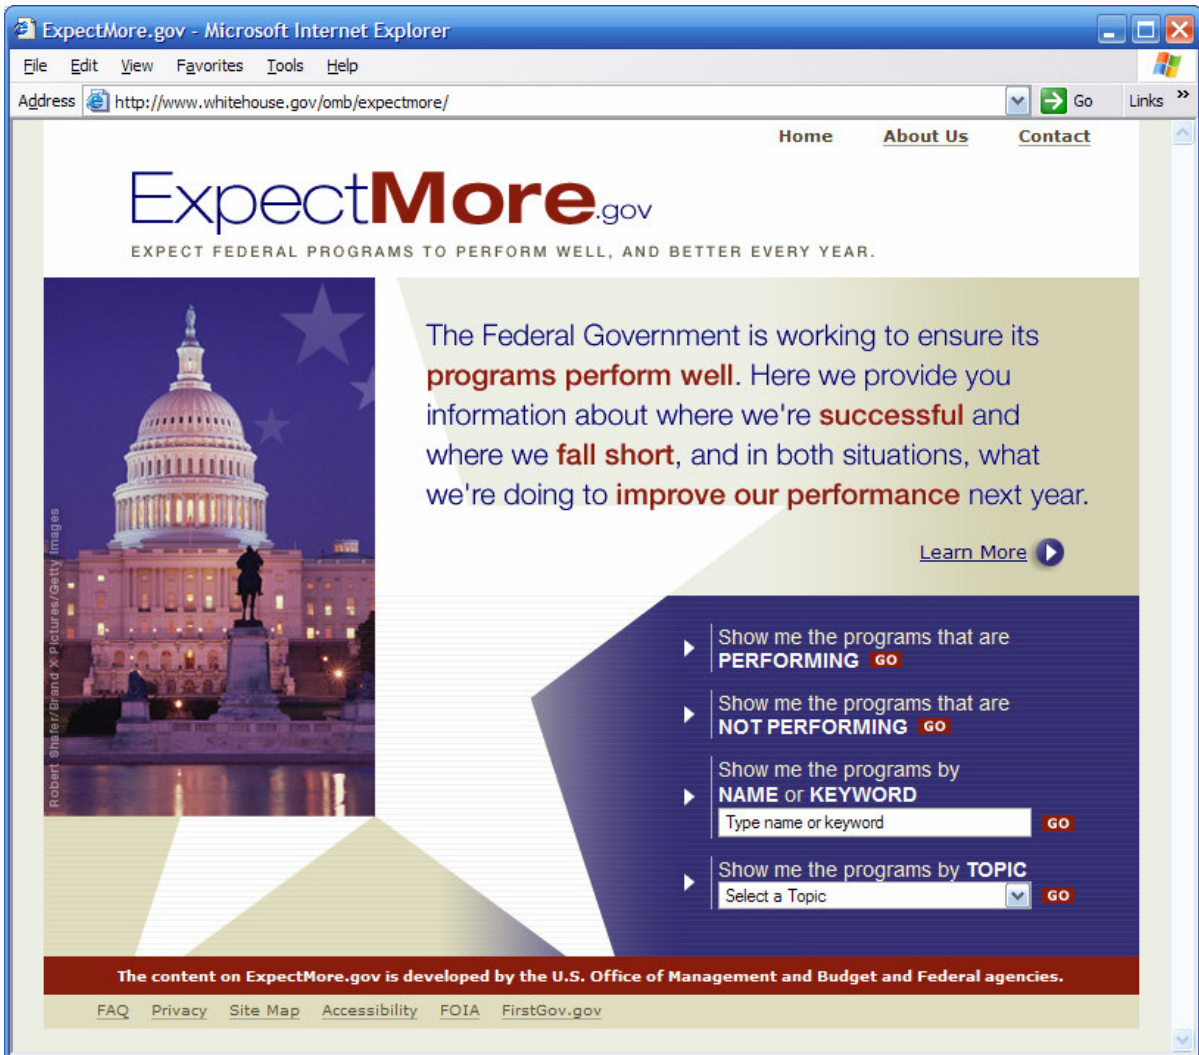 ExpectMore.gov - Microsoft Internet Explorer
File Edit View Favorites Tools Help
Address http://www.whitehouse.gov/omb/expectmore/ Go Links »
Home About Us Contact
ExpectMore.gov
EXPECT FEDERAL PROGRAMS TO PERFORM WELL, AND BETTER EVERY YEAR.
The Federal Government is working to ensure its
programs perform well. Here we provide you
information about where we're successful and
where we fall short, and in both situations, what
we're doing to improve our performance next year.
Learn More
Robert Shafer/Brand X Pictures/Getty Images
Show me the programs that are
PERFORMING GO
Show me the programs that are
NOT PERFORMING GO
Show me the programs by
NAME or KEYWORD
Type name or keyword GO
Show me the programs by TOPIC
Select a Topic GO
The content on ExpectMore.gov is developed by the U.S. Office of Management and Budget and Federal agencies.
FAQ Privacy Site Map Accessibility FOIA FirstGov.gov